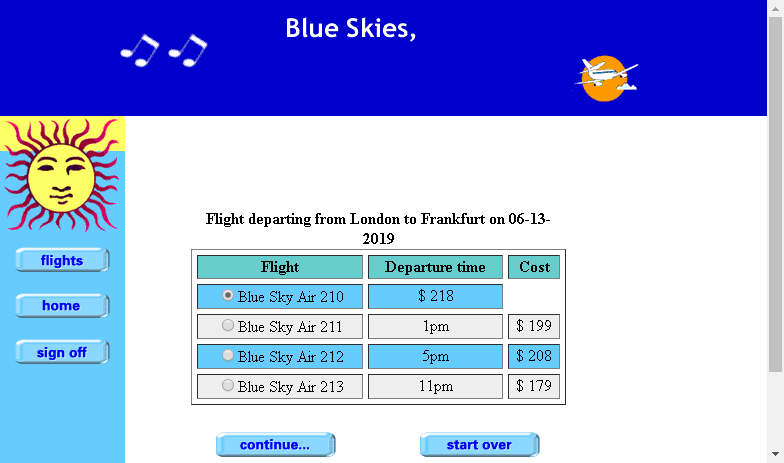 Blue Skies,
flights
home
sign off
Flight departing from London to Frankfurt on 06-13-
2019
Flight Departure time Cost
Blue Sky Air 210 $ 218
Blue Sky Air 211 1pm $ 199
Blue Sky Air 212 5pm $ 208
Blue Sky Air 213 11pm $ 179
continue... start over